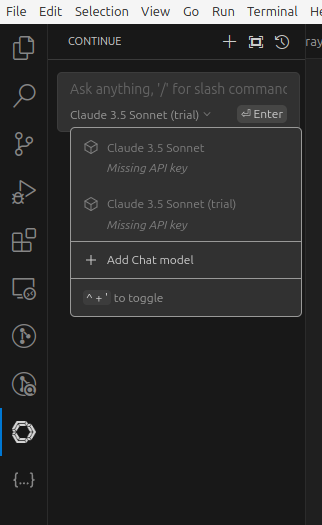 File Edit Selection View Go Run Terminal
CONTINUE
Ask anything, '/' for slash command
Claude 3.5 Sonnet (trial)
⏎ Enter
Claude 3.5 Sonnet
Missing API key
Claude 3.5 Sonnet (trial)
Missing API key
+ Add Chat model
^ + ' to toggle
{...}